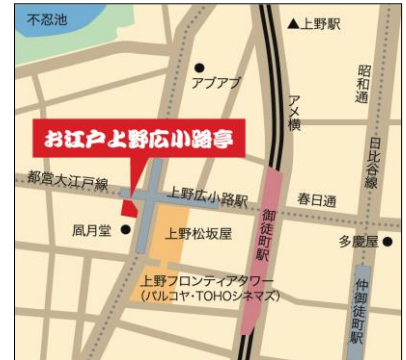 不忍池
▲上野駅
アブアブ
アメ横
昭和通
日比谷線
お江戸上野広小路亭
都営大江戸線
上野広小路駅
春日通
御徒町駅
周月堂
上野松坂屋
多慶屋
上野フロンティアタワー
(パルコヤ・TOHOシネマズ)
仲御徒町駅